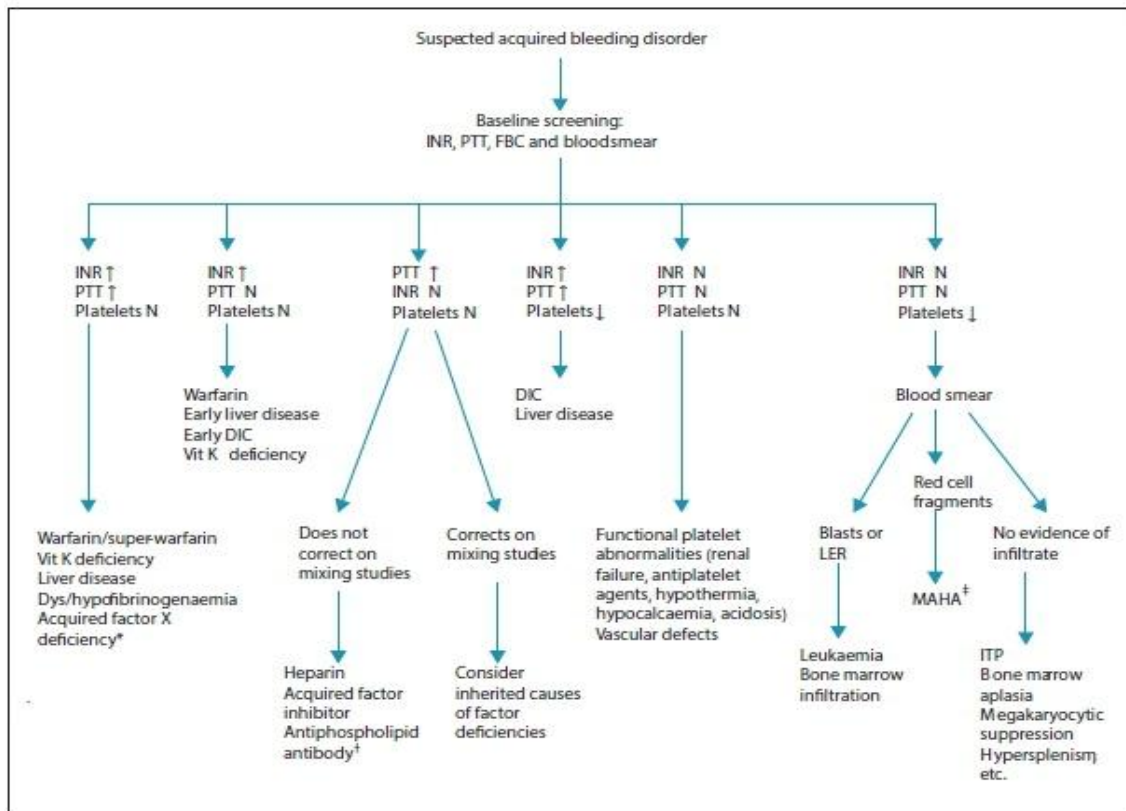 Suspected acquired bleeding disorder
Baseline screening:
INR, PTT, FBC and bloodsmear
INR ↑
PTT ↑
Platelets N
INR ↑
PTT N
Platelets N
PTT ↑
INR N
Platelets N
INR ↑
PTT ↑
Platelets ↓
INR N
PTT N
Platelets N
INR N
PTT N
Platelets ↓
Warfarin
Early liver disease
Early DIC
Vit K deficiency
DIC
Liver disease
Blood smear
Red cell
fragments
Warfarin/super-warfarin
Vit K deficiency
Liver disease
Dys/hypofibrinogenaemia
Acquired factor X
deficiency*
Does not
correct on
mixing studies
Corrects on
mixing studies
Functional platelet
abnormalities (renal
failure, antiplatelet
agents, hypothermia,
hypocalcaemia, acidosis)
Vascular defects
Blasts or
LER
No evidence of
infiltrate
MAHA‡
Heparin
Acquired factor
inhibitor
Antiphospholipid
antibody†
Consider
inherited causes
of factor
deficiencies
Leukaemia
Bone marrow
infiltration
ITP
Bone marrow
aplasia
Megakaryocytic
suppression
Hypersplenism,
etc.